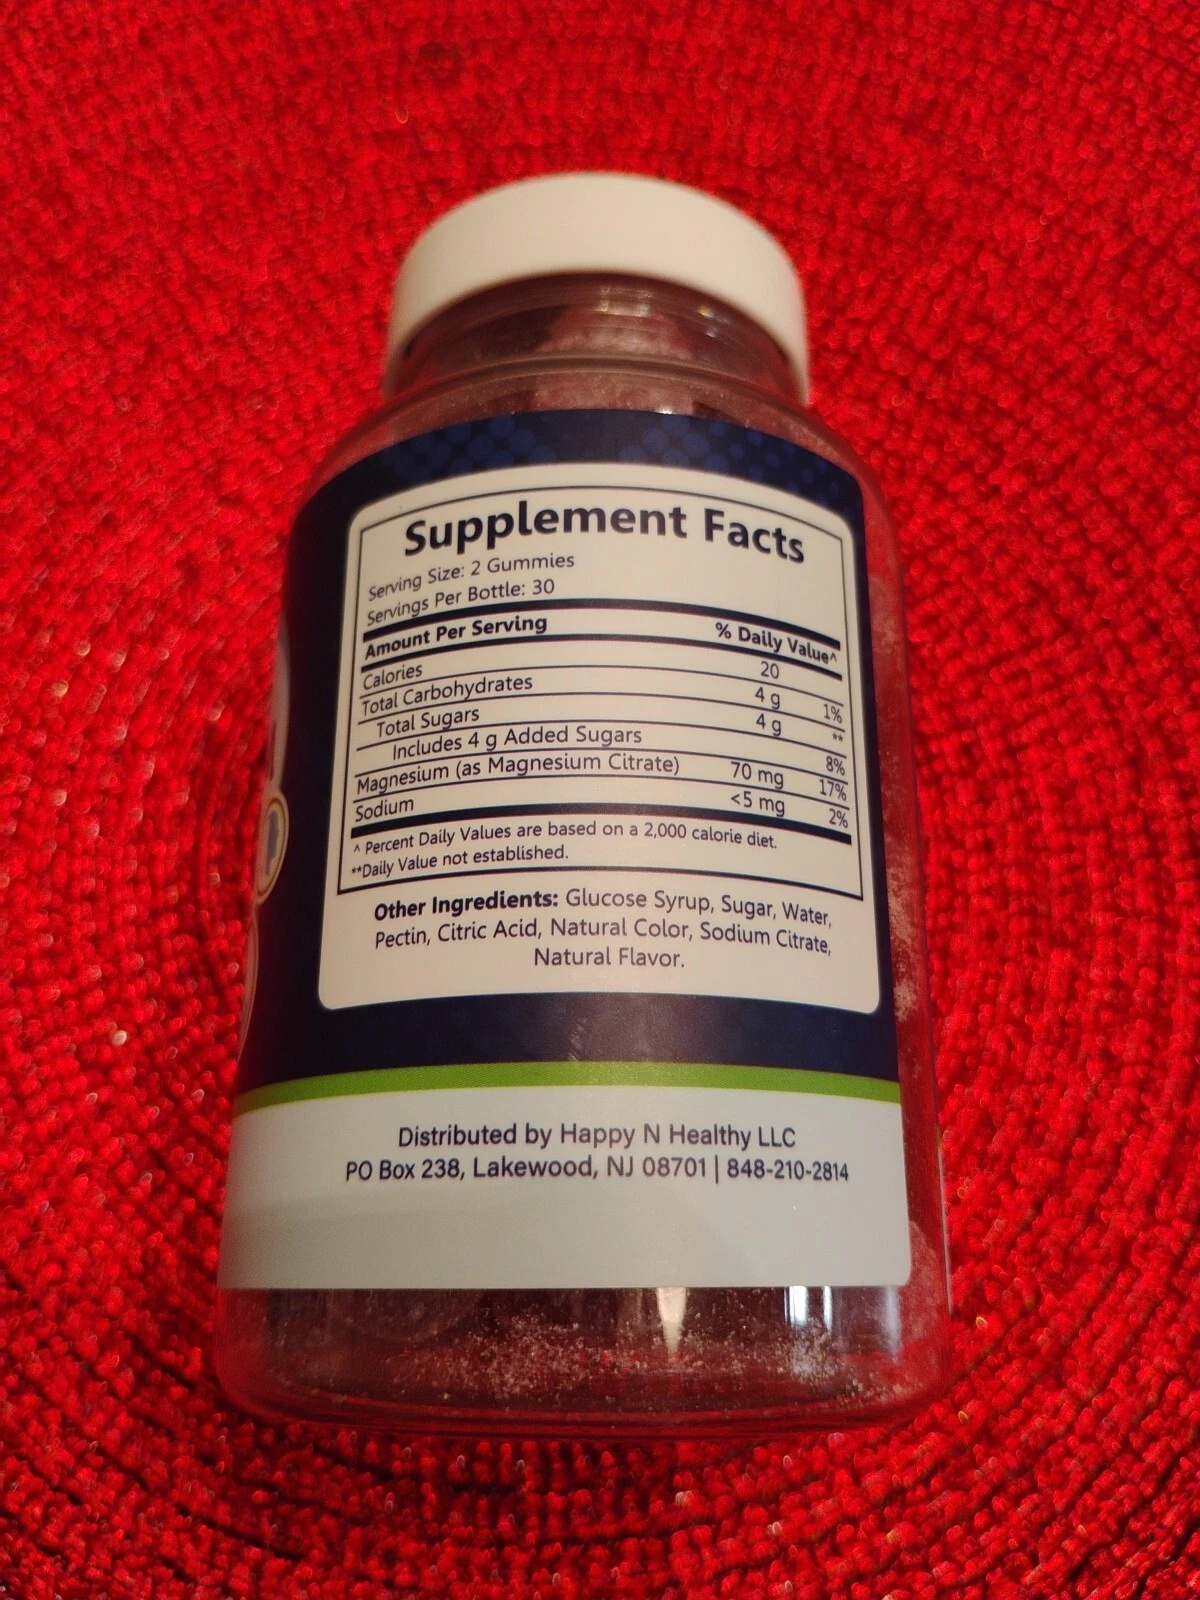 Supplement Facts
Serving Size: 2 Gummies
Servings Per Bottle: 30
Amount Per Serving % Daily Value^
Calories 20
Total Carbohydrates 4 g 1%
Total Sugars 4 g **
Includes 4 g Added Sugars 8%
Magnesium (as Magnesium Citrate) 70 mg 17%
Sodium <5 mg 2%
^ Percent Daily Values are based on a 2,000 calorie diet.
**Daily Value not established.
Other Ingredients: Glucose Syrup, Sugar, Water,
Pectin, Citric Acid, Natural Color, Sodium Citrate,
Natural Flavor.
Distributed by Happy N Healthy LLC
PO Box 238, Lakewood, NJ 08701 | 848-210-2814